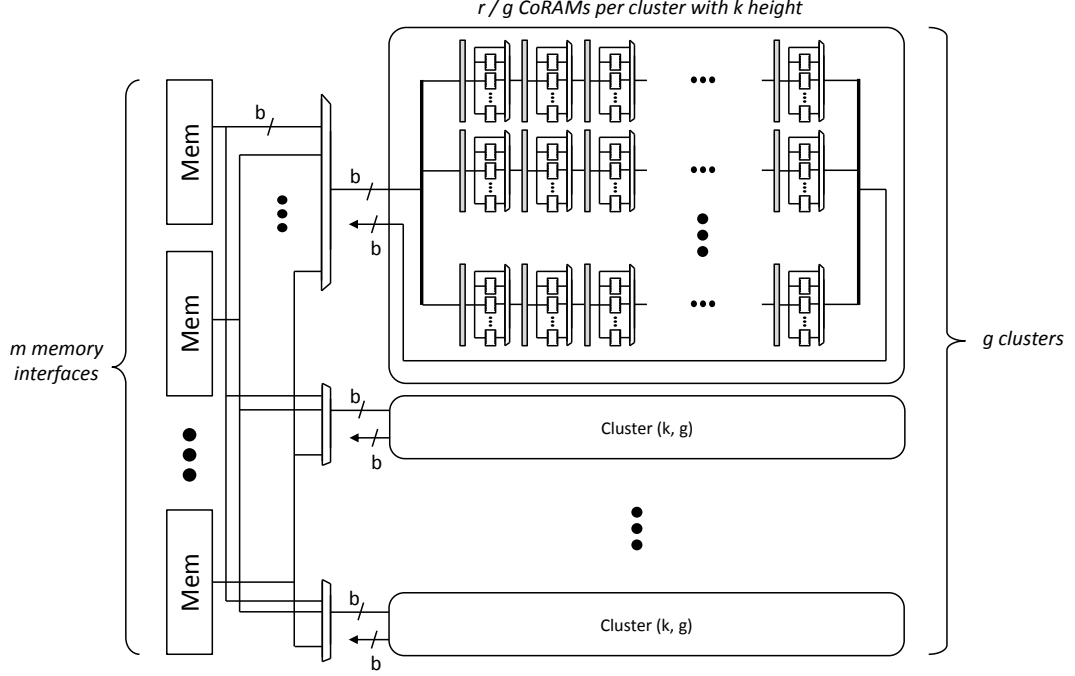 r / g CoRAMs per cluster with k height
Mem
b
b
b
Mem
m memory
interfaces
g clusters
b
Cluster (k, g)
b
Mem
b
Cluster (k, g)
b